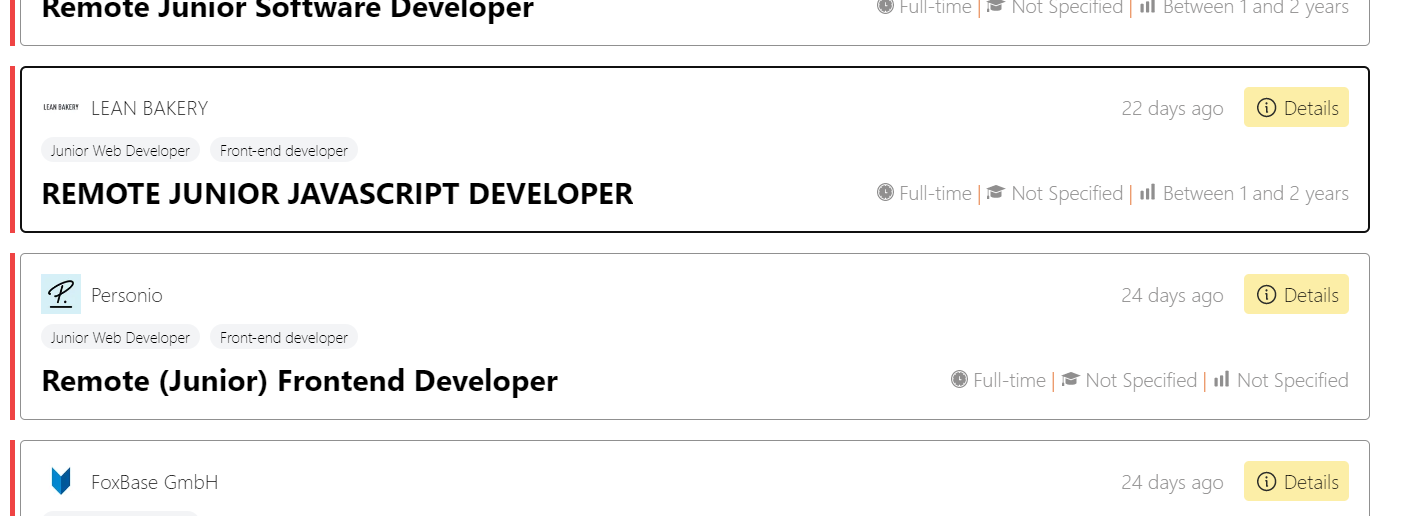 Remote Junior Software Developer
Full-time | Not Specified | Between 1 and 2 years
LEAN BAKERY LEAN BAKERY
22 days ago
Details
Junior Web Developer Front-end developer
REMOTE JUNIOR JAVASCRIPT DEVELOPER
Full-time | Not Specified | Between 1 and 2 years
P. Personio
24 days ago
Details
Junior Web Developer Front-end developer
Remote (Junior) Frontend Developer
Full-time | Not Specified | Not Specified
FoxBase GmbH
24 days ago
Details